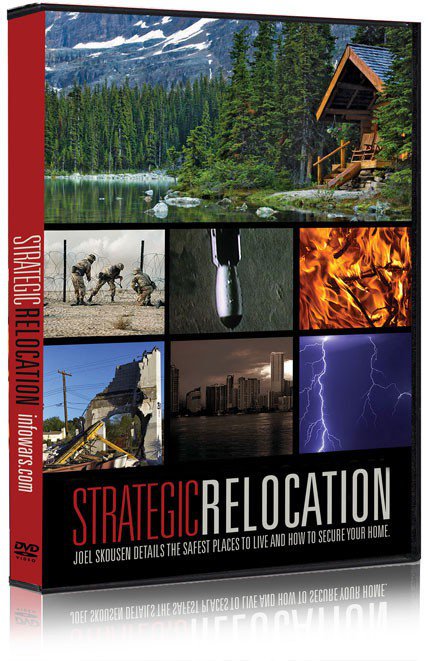 STRATEGIC RELOCATION infowars.com
DVD
VIDEO
STRATEGICRELOCATION
JOEL SKOUSEN DETAILS THE SAFEST PLACES TO LIVE AND HOW TO SECURE YOUR HOME.